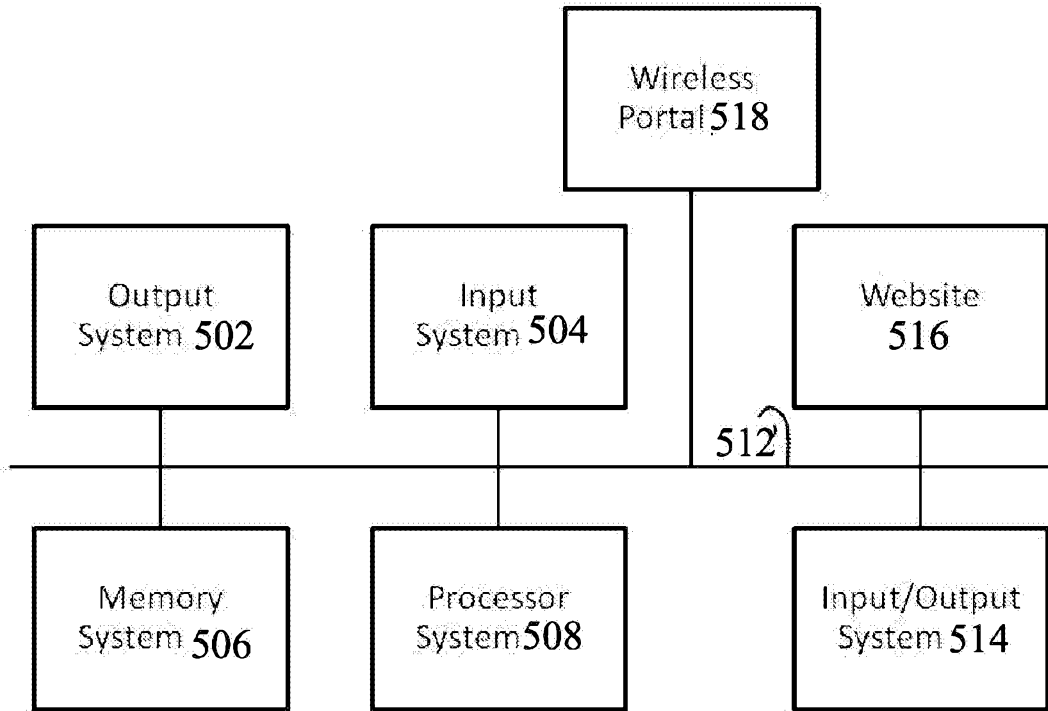 Wireless
Portal 518
Output
System 502
Input
System 504
Website
516
512
Memory
System 506
Processor
System 508
Input/Output
System 514